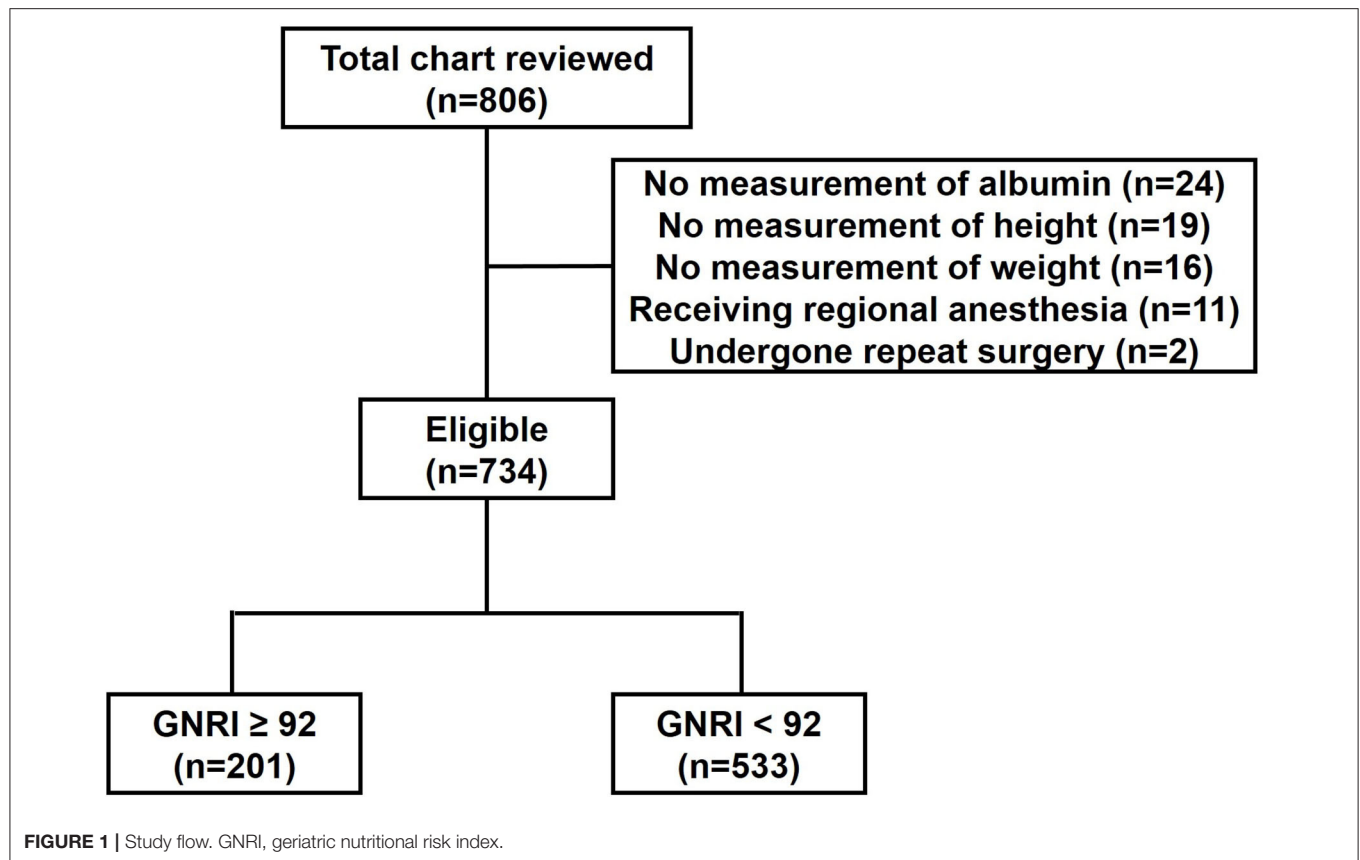 Total chart reviewed
(n=806)
No measurement of albumin (n=24)
No measurement of height (n=19)
No measurement of weight (n=16)
Receiving regional anesthesia (n=11)
Undergone repeat surgery (n=2)
Eligible
(n=734)
GNRI ≥ 92
(n=201)
GNRI < 92
(n=533)
FIGURE 1 | Study flow. GNRI, geriatric nutritional risk index.